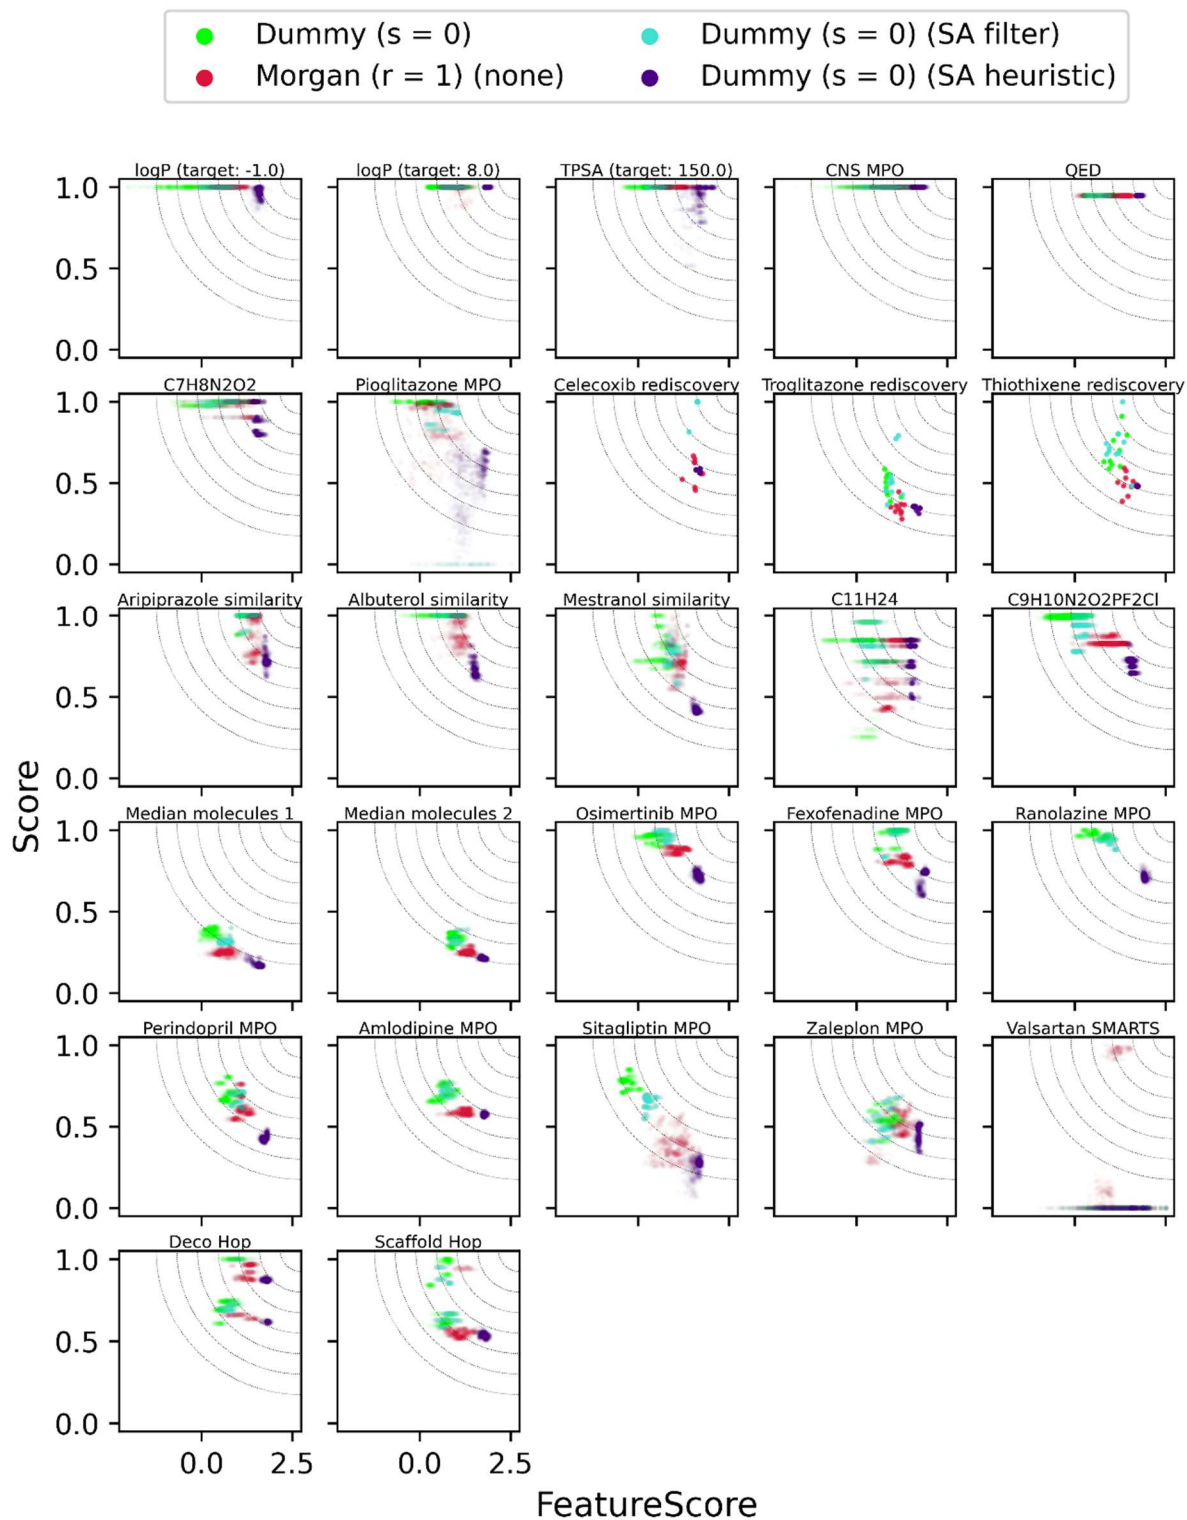 Dummy (s = 0)
Dummy (s = 0) (SA filter)
Morgan (r = 1) (none)
Dummy (s = 0) (SA heuristic)
logP (target: -1.0)
logP (target: 8.0)
TPSA (target: 150.0)
CNS MPO
QED
1.0
0.5
0.0
C7H8N2O2
Pioglitazone MPO
Celecoxib rediscovery
Troglitazone rediscovery
Thiothixene rediscovery
1.0
0.5
0.0
Aripiprazole similarity
Albuterol similarity
Mestranol similarity
C11H24
C9H10N2O2PF2Cl
1.0
0.5
0.0
Score
Median molecules 1
Median molecules 2
Osimertinib MPO
Fexofenadine MPO
Ranolazine MPO
1.0
0.5
0.0
Perindopril MPO
Amlodipine MPO
Sitagliptin MPO
Zaleplon MPO
Valsartan SMARTS
1.0
0.5
0.0
Deco Hop
Scaffold Hop
1.0
0.5
0.0
0.0 2.5
0.0 2.5
FeatureScore